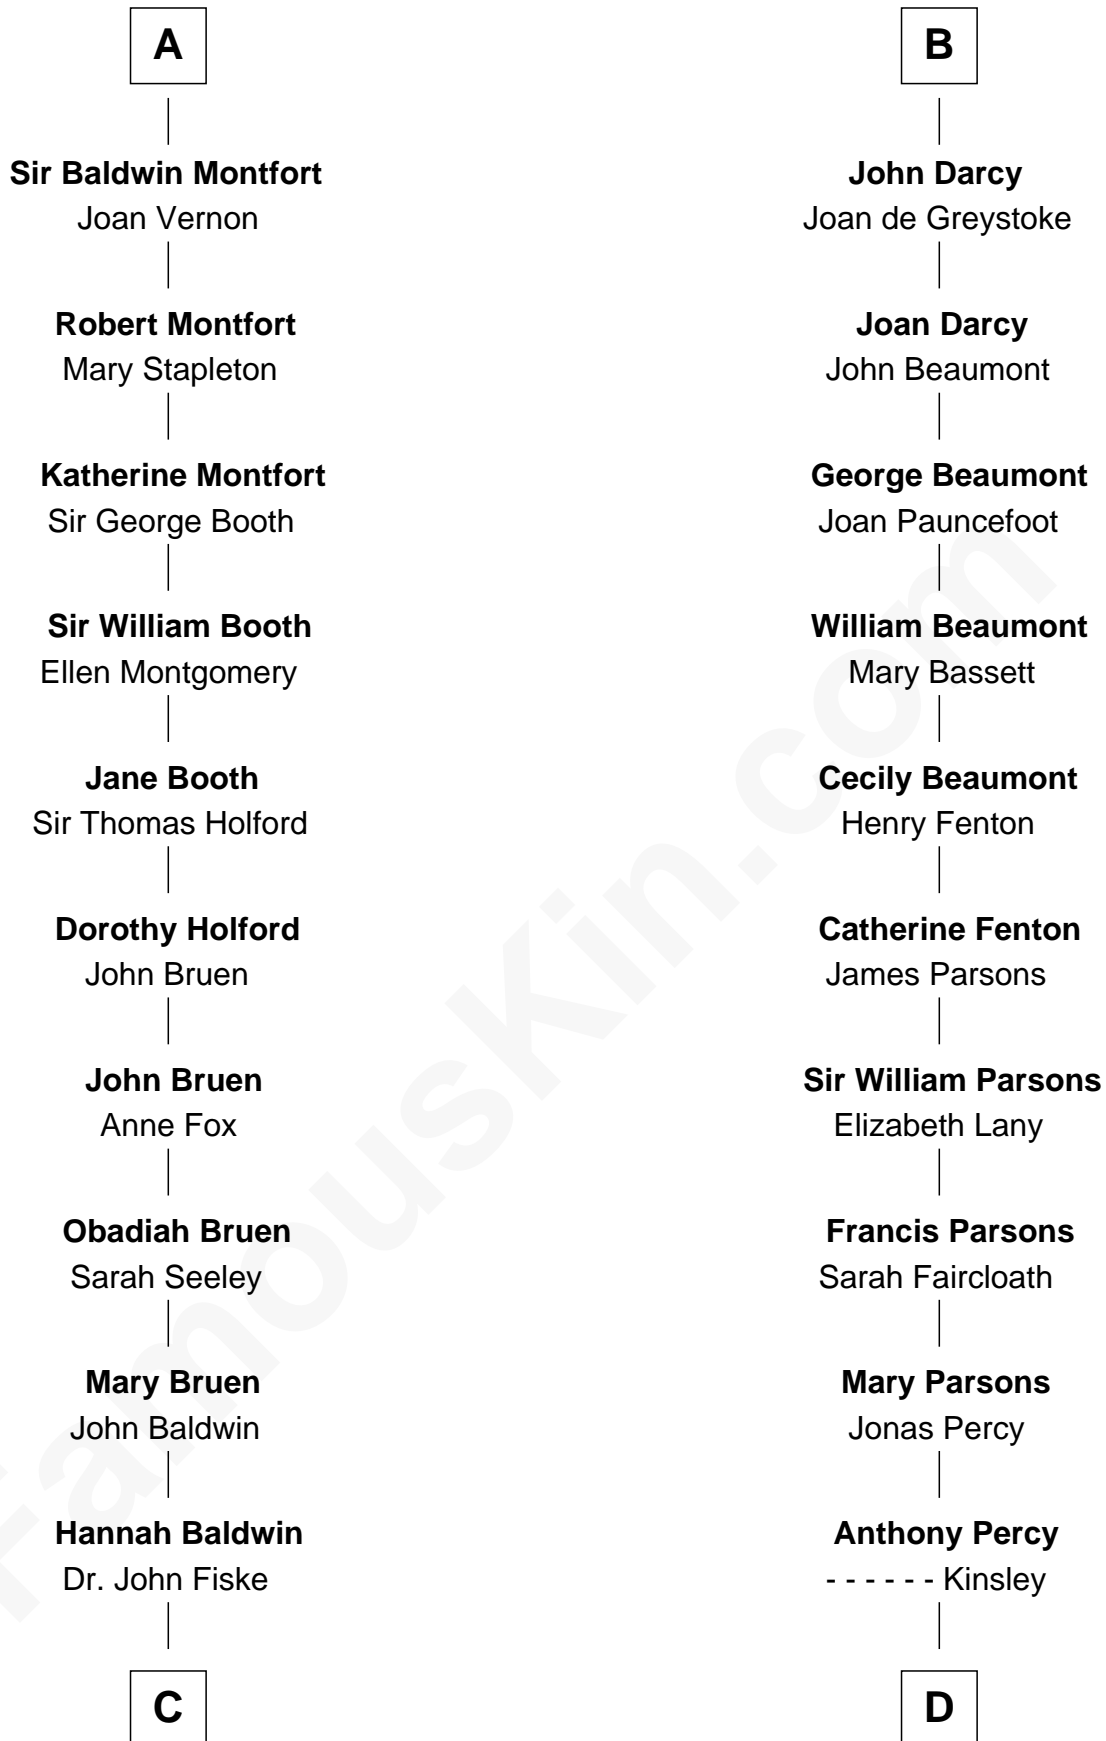 A
Sir Baldwin Montfort
Joan Vernon
Robert Montfort
Mary Stapleton
Katherine Montfort
Sir George Booth
Sir William Booth
Ellen Montgomery
Jane Booth
Sir Thomas Holford
Dorothy Holford
John Bruen
John Bruen
Anne Fox
Obadiah Bruen
Sarah Seeley
Mary Bruen
John Baldwin
Hannah Baldwin
Dr. John Fiske
C
B
John Darcy
Joan de Greystoke
Joan Darcy
John Beaumont
George Beaumont
Joan Pauncefoot
William Beaumont
Mary Bassett
Cecily Beaumont
Henry Fenton
Catherine Fenton
James Parsons
Sir William Parsons
Elizabeth Lany
Francis Parsons
Sarah Faircloath
Mary Parsons
Jonas Percy
Anthony Percy
- - - - - - Kinsley
D
FamousKin.com